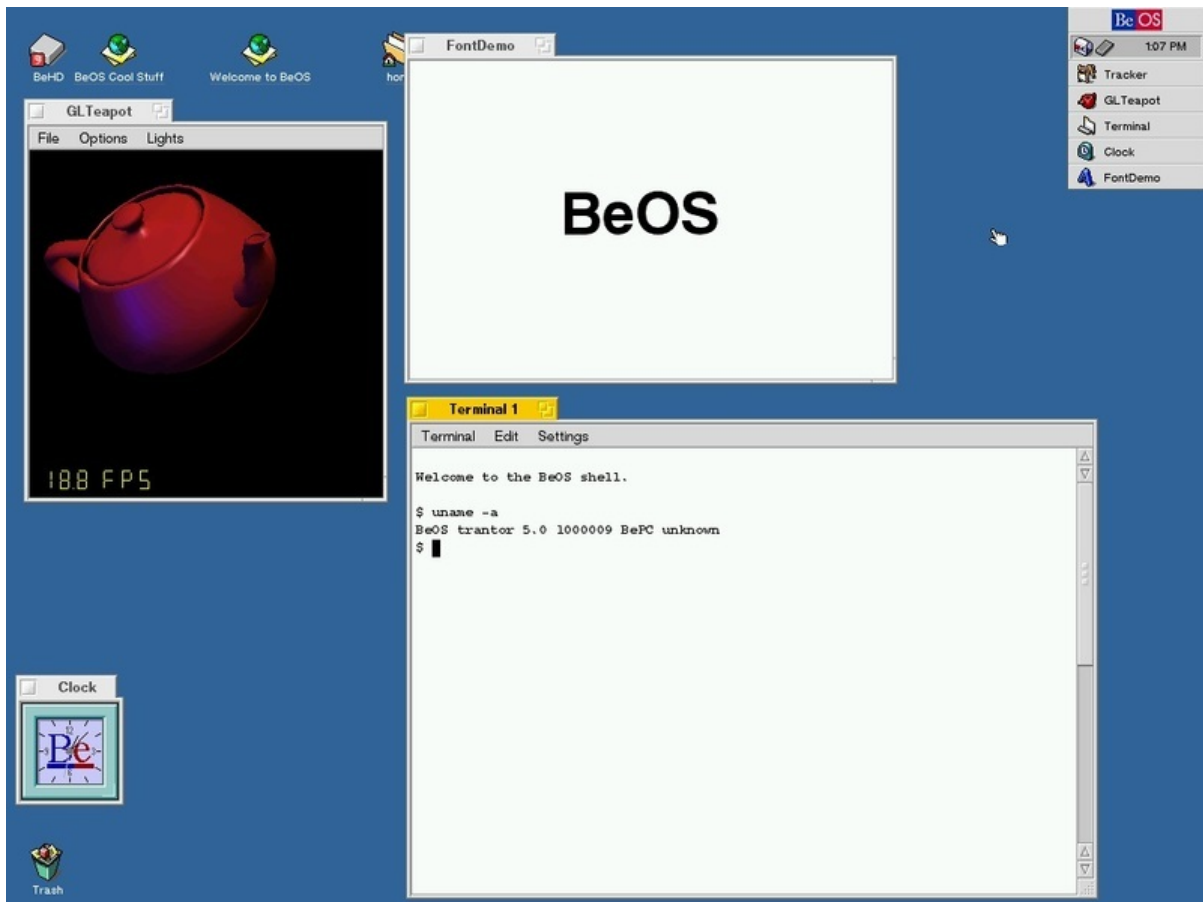 BeHD
BeOS Cool Stuff
Welcome to BeOS
GLTeapot
File Options Lights
18.8 FPS
FontDemo
BeOS
Be OS
1:07 PM
Tracker
GLTeapot
Terminal
Clock
FontDemo
Terminal 1
Terminal Edit Settings
Welcome to the BeOS shell.
$ uname -a
BeOS trantor 5.0 1000009 BePC unknown
$
Clock
12
Be
Trash